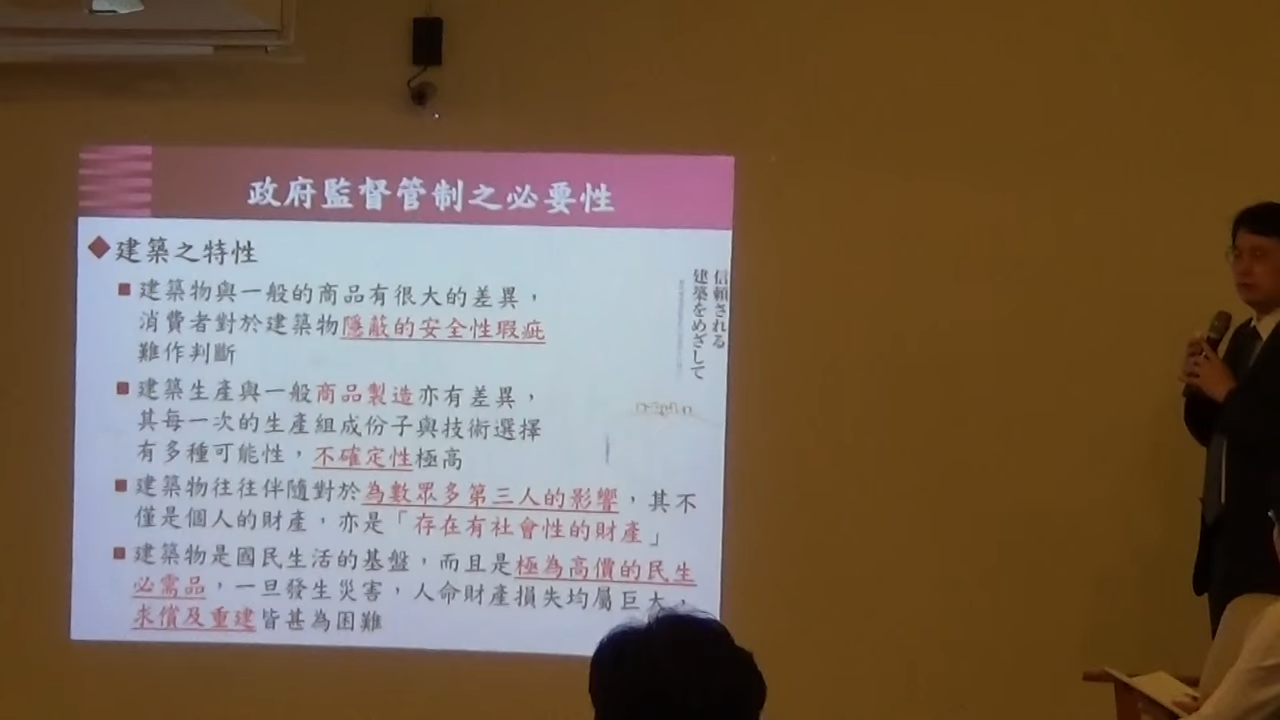 政府監督管制之必要性
建築之特性
建築物與一般的商品有很大的差異，
消費者對於建築物隱蔽的安全性瑕疵
難作判斷
建築生產與一般商品製造亦有差異，
其每一次的生產組成份子與技術選擇
有多種可能性，不確定性極高
建築物往往伴隨對於為數眾多第三人的影響，其不
僅是個人的財產，亦是「存在有社會性的財產」
建築物是國民生活的基盤，而且是極為高價的民生
必需品，一旦發生災害，人命財產損失均屬巨大，
求償及重建皆甚為困難
信頼される
建築をめざして